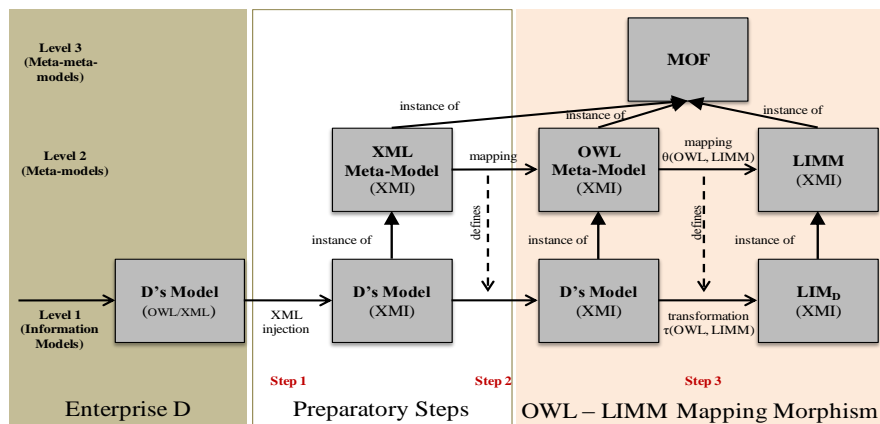 Level 3
(Meta-meta-
models)
MOF
instance of
instance of
instance of
Level 2
(Meta-models)
XML
Meta-Model
(XMI)
mapping
OWL
Meta-Model
(XMI)
mapping
θ(OWL, LIMM)
LIMM
(XMI)
instance of
defines
instance of
defines
instance of
D's Model
(OWL/XML)
D's Model
(XMI)
D's Model
(XMI)
LIM_D
(XMI)
Level 1
(Information
Models)
XML
injection
transformation
τ(OWL, LIMM)
Step 1
Step 2
Step 3
Enterprise D
Preparatory Steps
OWL – LIMM Mapping Morphism